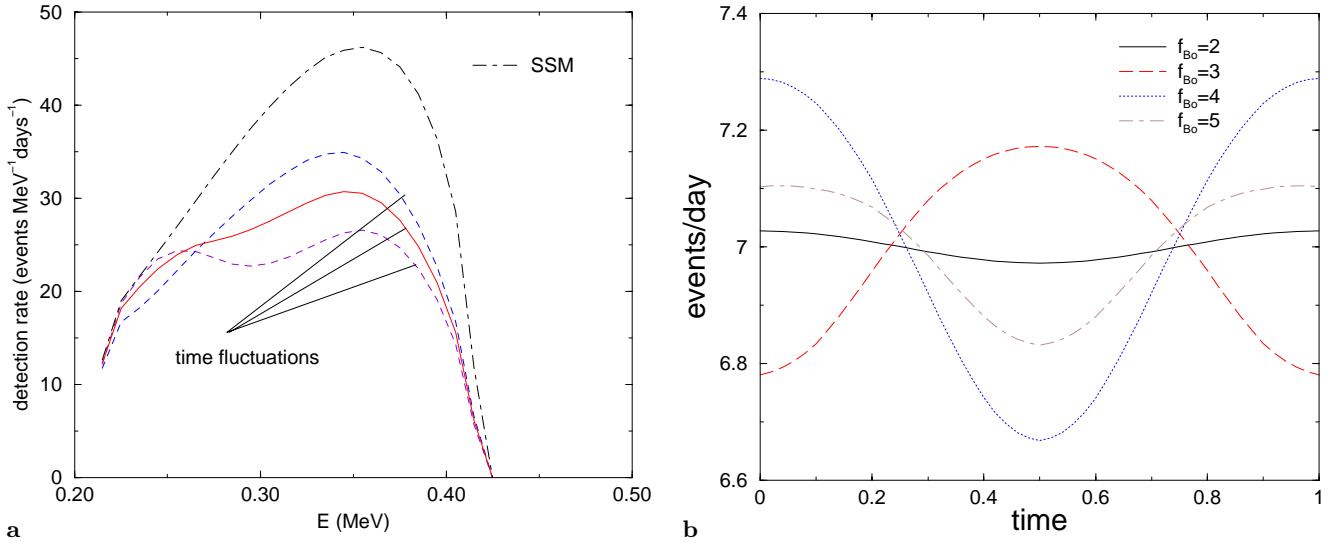 50
40
30
20
10
0
0.20
0.30
0.40
0.50
E (MeV)
detection rate (events MeV⁻¹days⁻¹)
SSM
time fluctuations
a
7.4
7.2
7
6.8
6.6
0
0.2
0.4
0.6
0.8
1
time
events/day
f_Bo=2
f_Bo=3
f_Bo=4
f_Bo=5
b